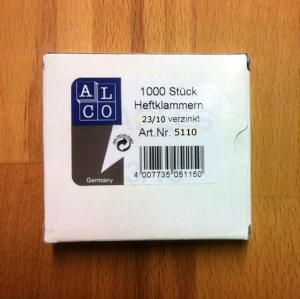 AL
CO
1000 Stück
Heftklammern
23/10 verzinkt
Art.Nr. 5110
Germany
4 007735 051150